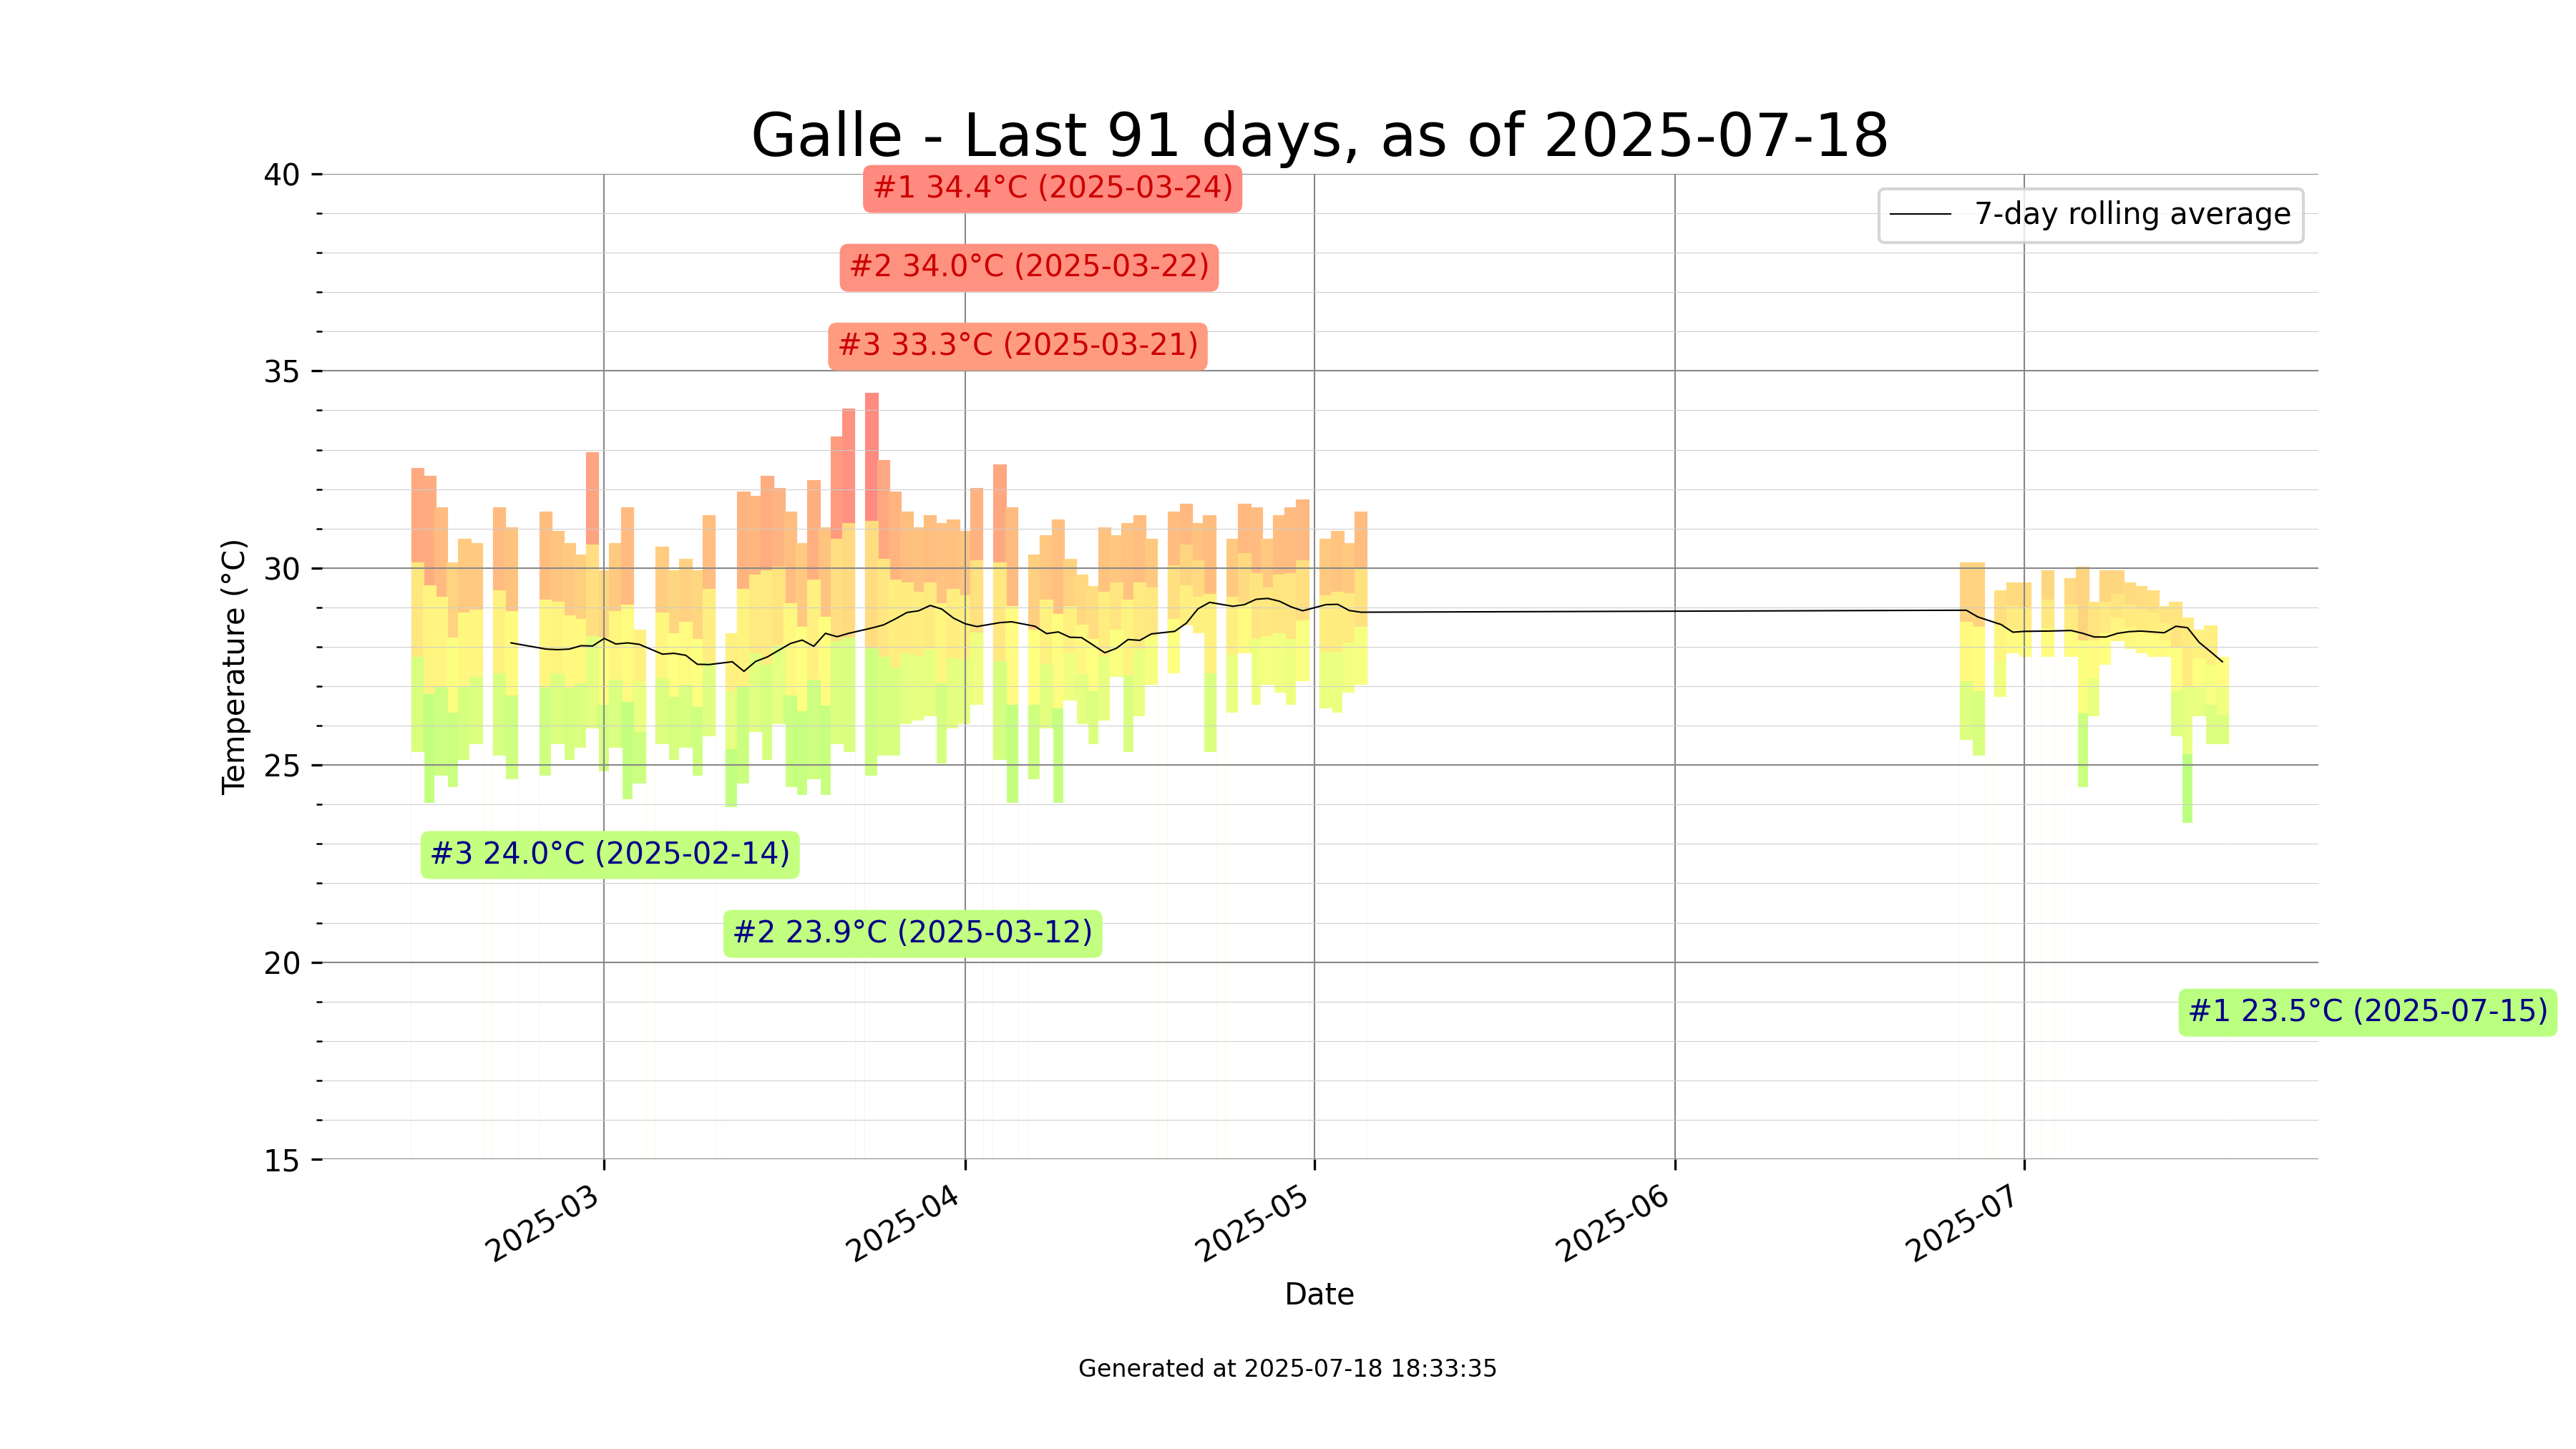 Galle - Last 91 days, as of 2025-07-18
40
#1 34.4°C (2025-03-24)
7-day rolling average
#2 34.0°C (2025-03-22)
#3 33.3°C (2025-03-21)
35
30
Temperature (°C)
25
#3 24.0°C (2025-02-14)
#2 23.9°C (2025-03-12)
20
#1 23.5°C (2025-07-15)
15
2025-03
2025-04
2025-05
2025-06
2025-07
Date
Generated at 2025-07-18 18:33:35